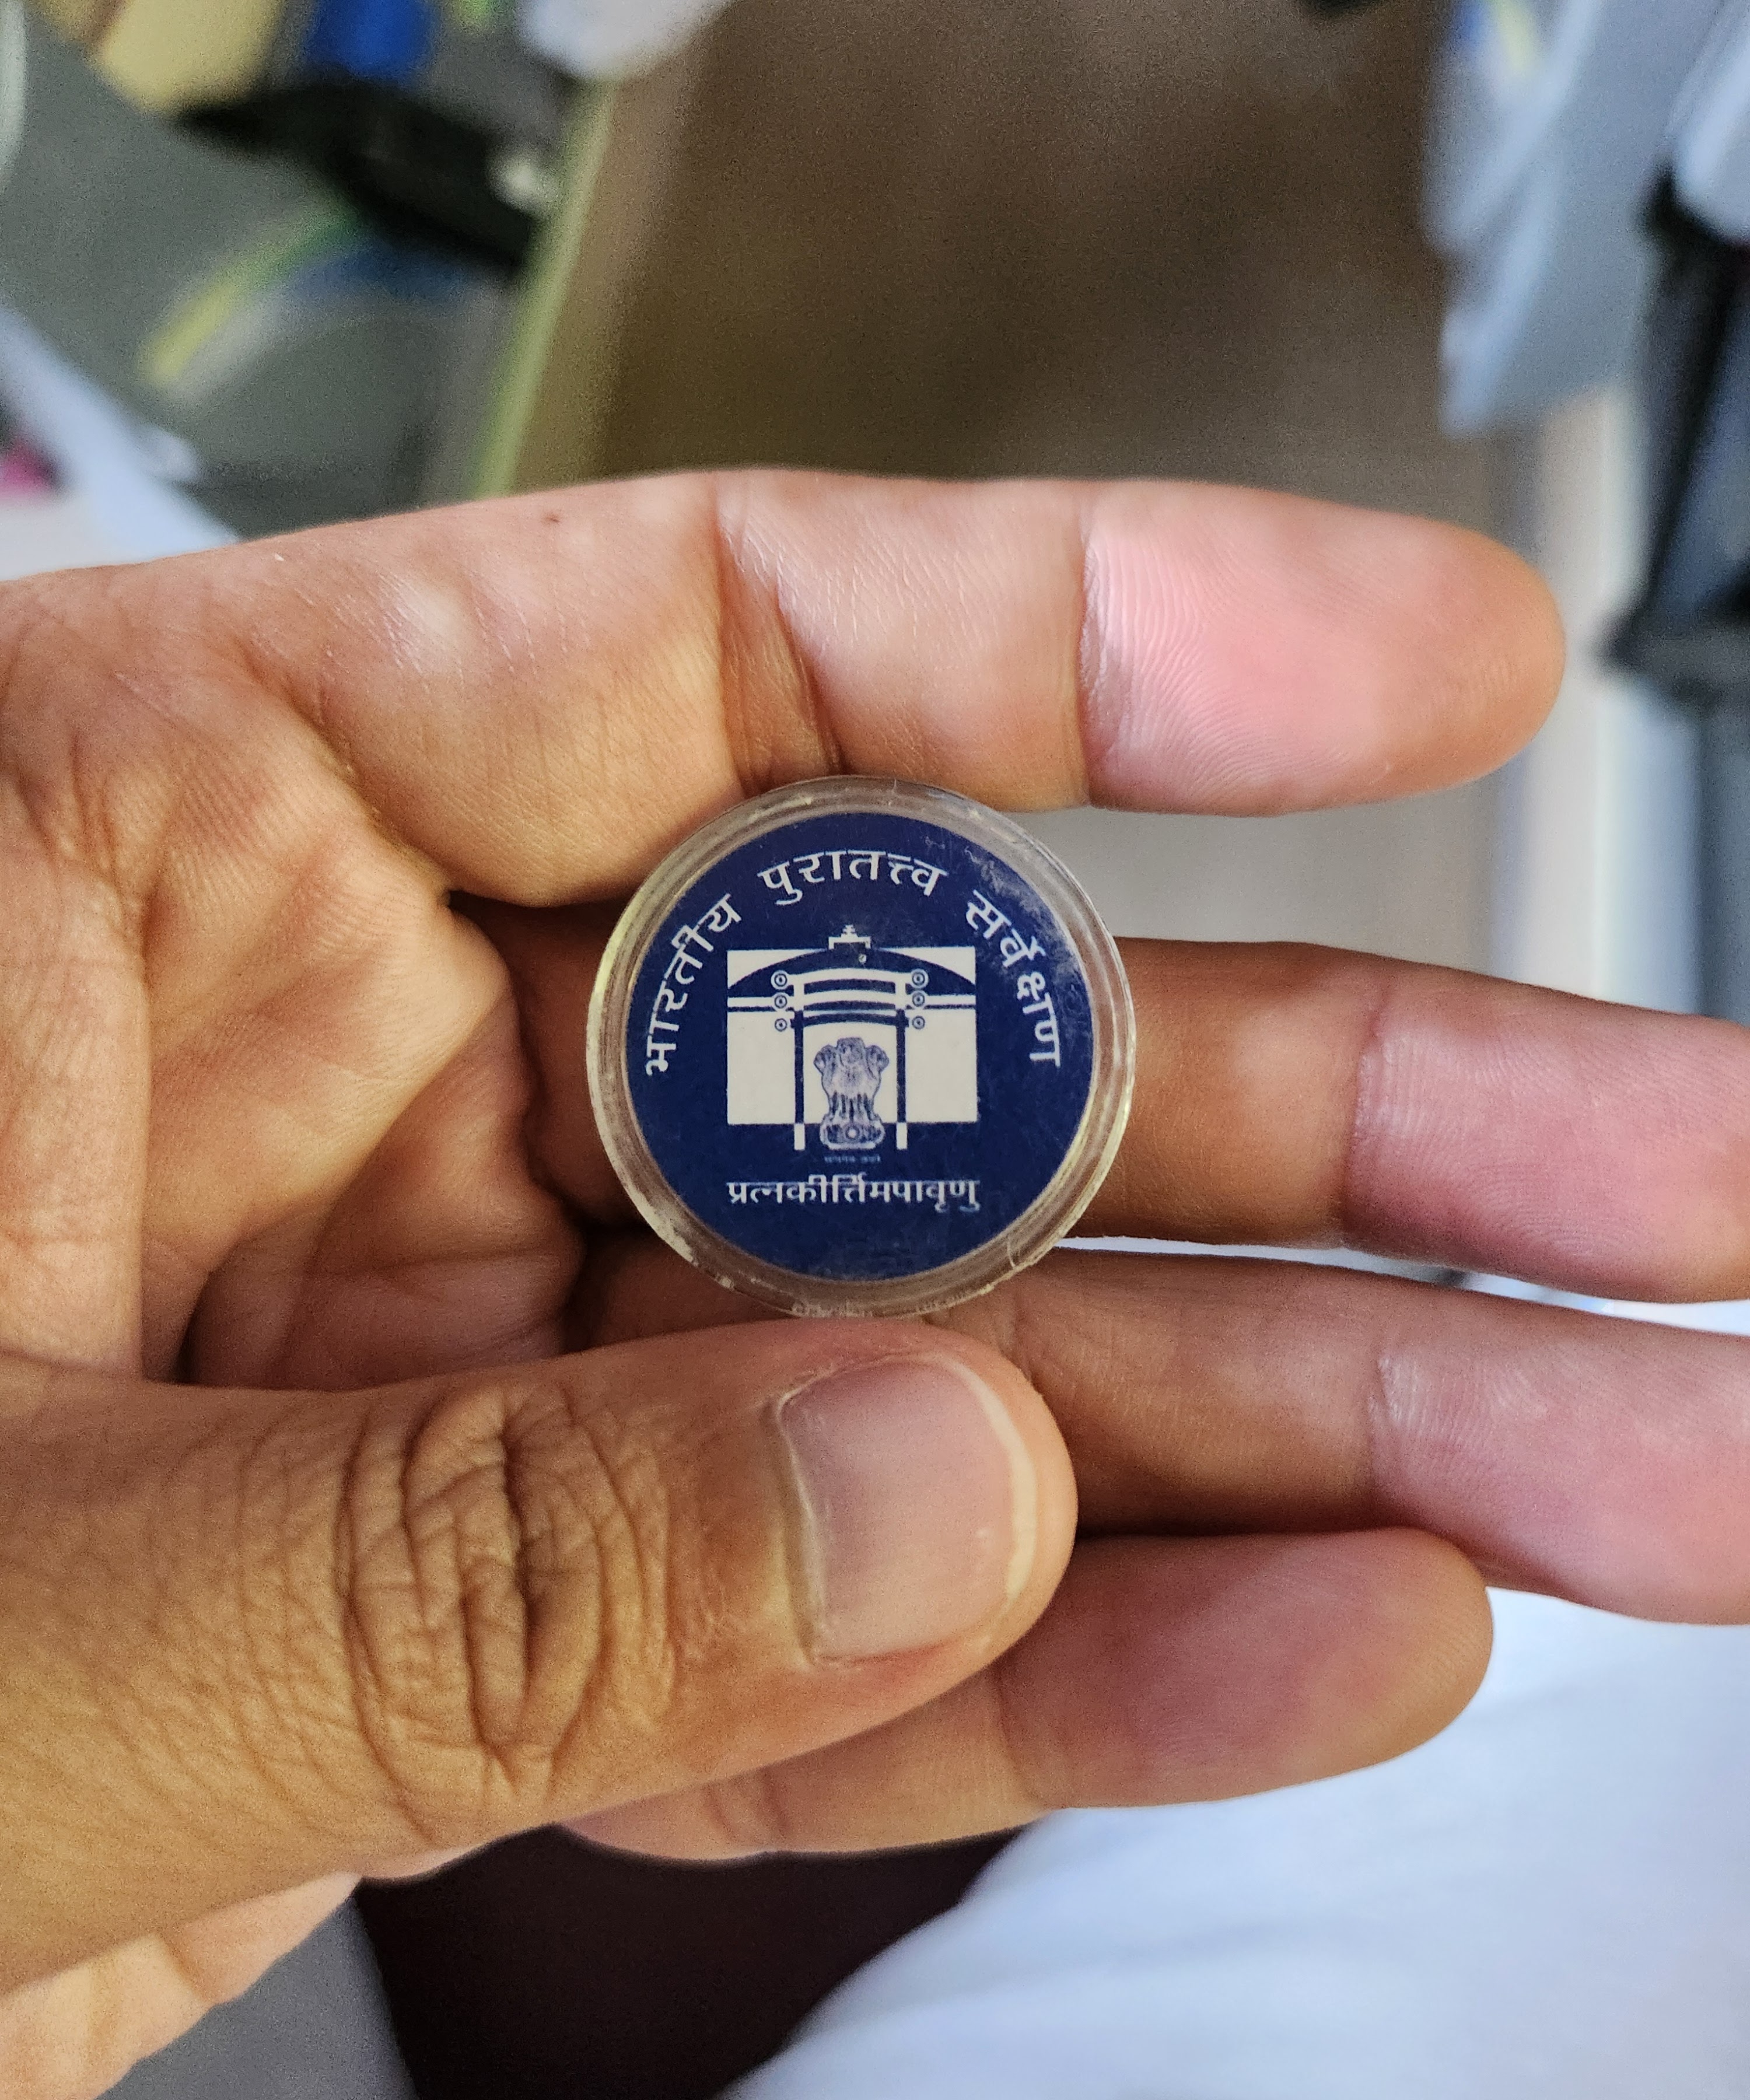 भारतीय पुरातत्त्व सर्वेक्षण
प्रत्नकीर्त्तिमपावृणु